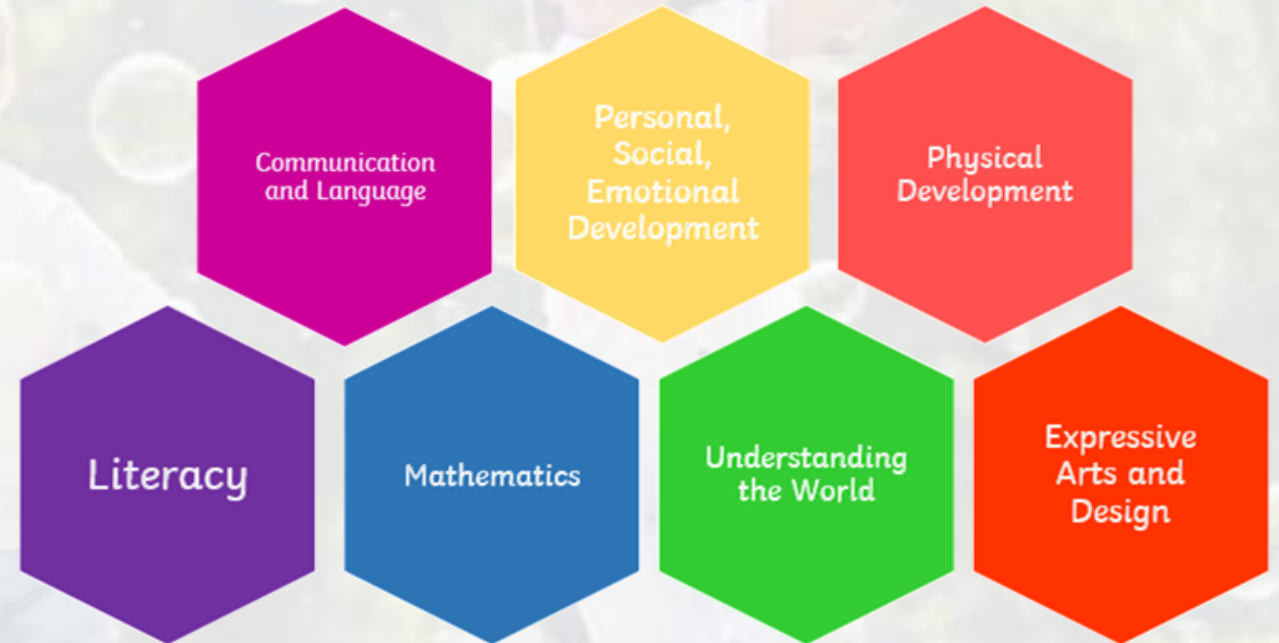 Communication
and Language
Personal,
Social,
Emotional
Development
Physical
Development
Literacy
Mathematics
Understanding
the World
Expressive
Arts and
Design